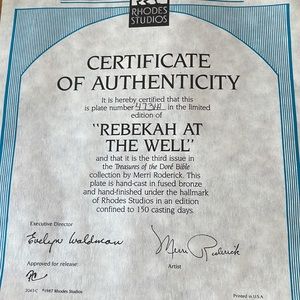 RHODES
STUDIOS
CERTIFICATE
OF AUTHENTICITY
It is hereby certified that this
is plate number in the limited
edition of
"REBEKAH AT
THE WELL"
and that it is the third issue in
the Treasures of the Doré Bible
collection by Merri Roderick. This
plate is hand-cast in fused bronze
and hand-finished under the hallmark
of Rhodes Studios in an edition
confined to 150 casting days.
Executive Director
Evelyn Waldman
Merri Roderick
Approved for release:
Artist
2041-C ©1987 Rhodes Studios
Printed in U.S.A.